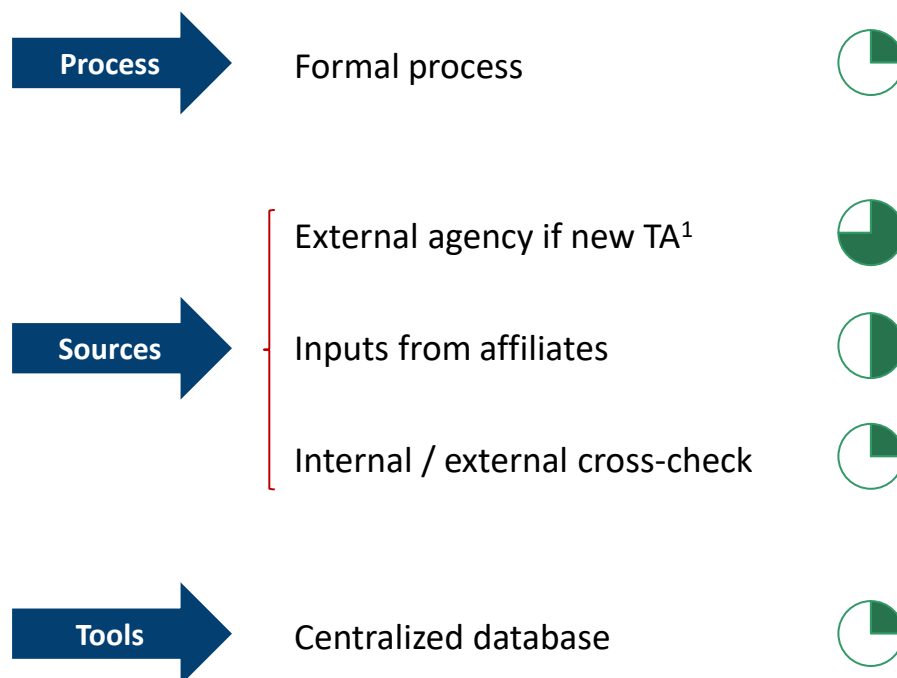 Process
Formal process
External agency if new TA¹
Sources
Inputs from affiliates
Internal / external cross-check
Tools
Centralized database